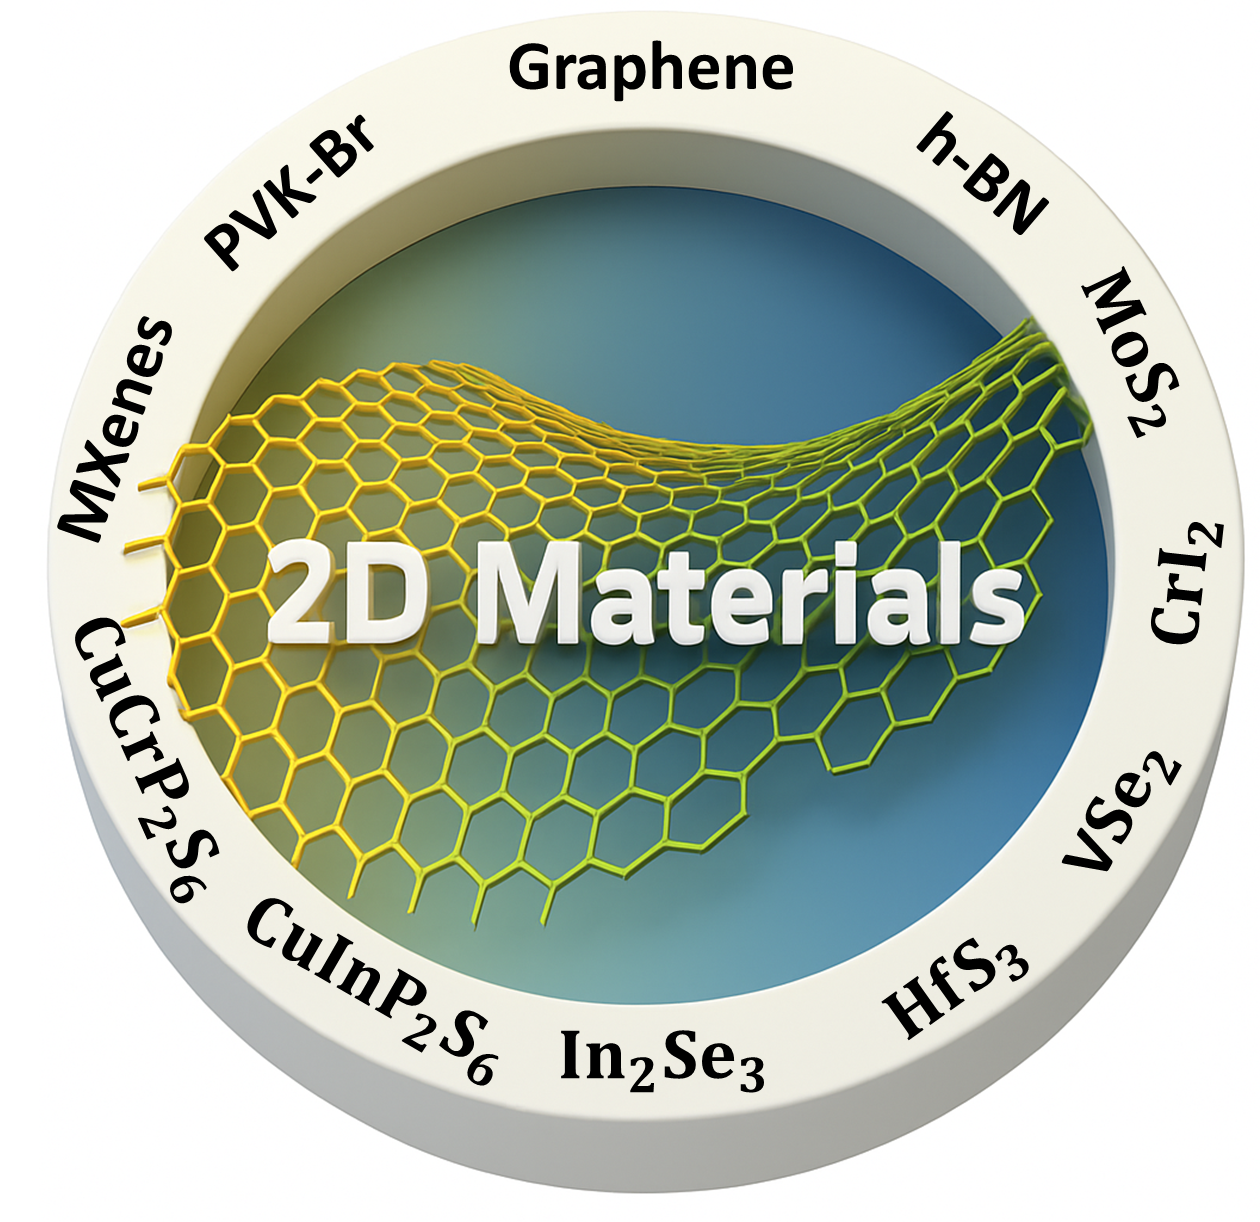 Graphene
h-BN
MoS₂
CrI₂
VSe₂
HfS₃
In₂Se₃
CuInP₂S₆
CuCrP₂S₆
MXenes
PVK-Br
2D Materials